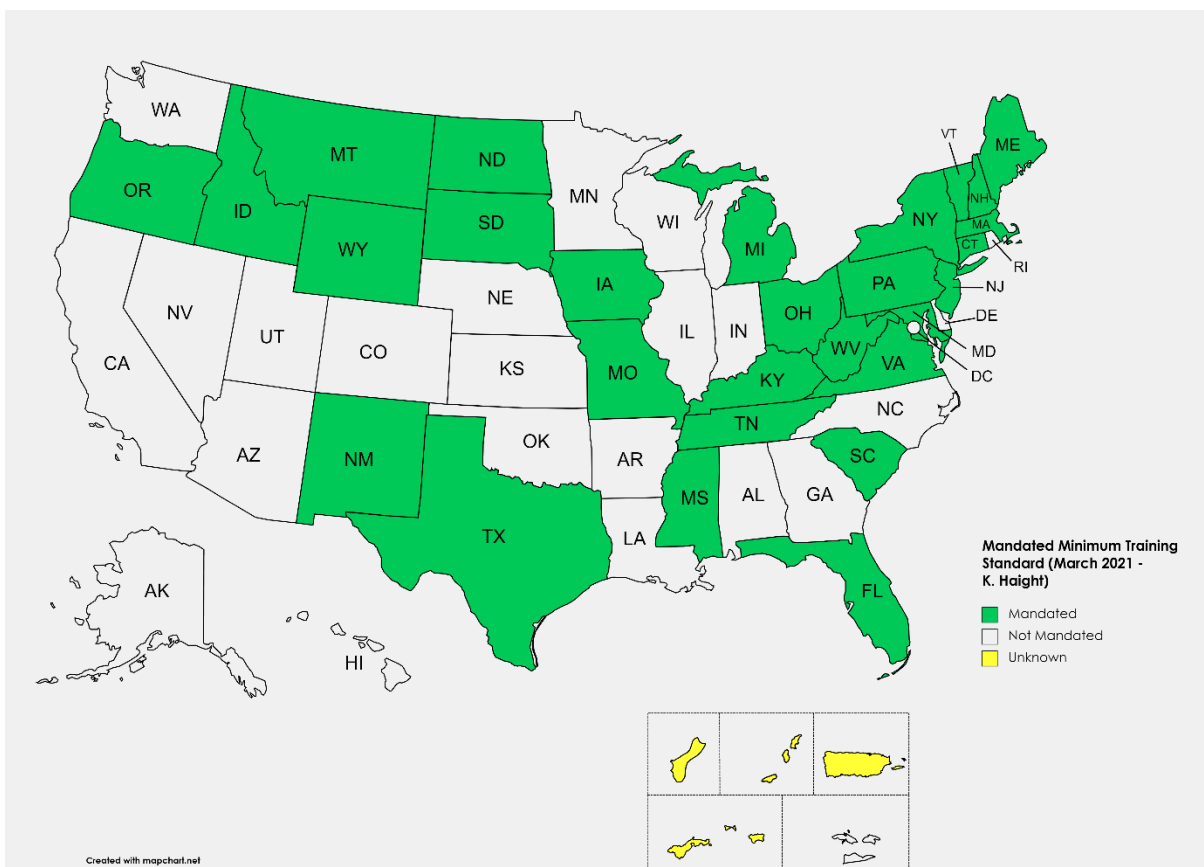 WA
VT
ME
MT
ND
OR
MN
ID
NH
WI
NY
SD
MA
WY
MI
CT
RI
IA
PA
NJ
NE
NV
OH
DE
UT
IL
IN
CA
CO
WV
MD
KS
MO
VA
KY
DC
NC
TN
OK
AZ
NM
AR
SC
MS
AL
GA
TX
LA
Mandated Minimum Training
Standard (March 2021 -
K. Haight)
AK
FL
Mandated
Not Mandated
HI
Unknown
Created with mapchart.net